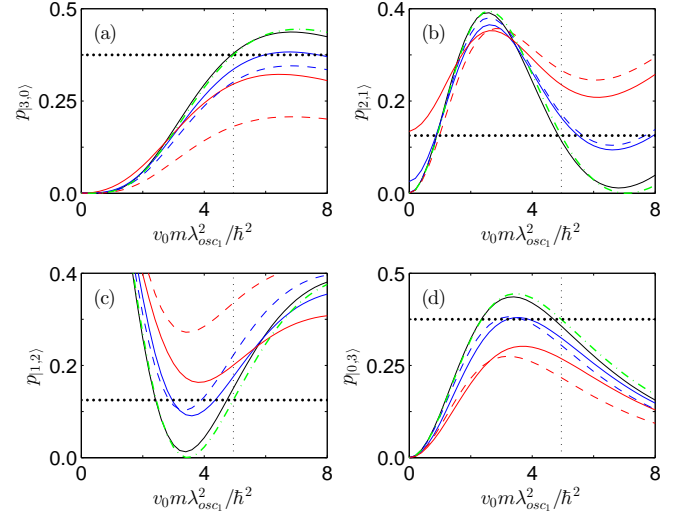 (a)
0.5
0.25
0.0
p|3,0⟩
0 4 8
v₀mλ²osc₁/ħ²
(b)
0.4
0.2
0.0
p|2,1⟩
0 4 8
v₀mλ²osc₁/ħ²
(c)
0.4
0.2
0.0
p|1,2⟩
0 4 8
v₀mλ²osc₁/ħ²
(d)
0.5
0.25
0.0
p|0,3⟩
0 4 8
v₀mλ²osc₁/ħ²